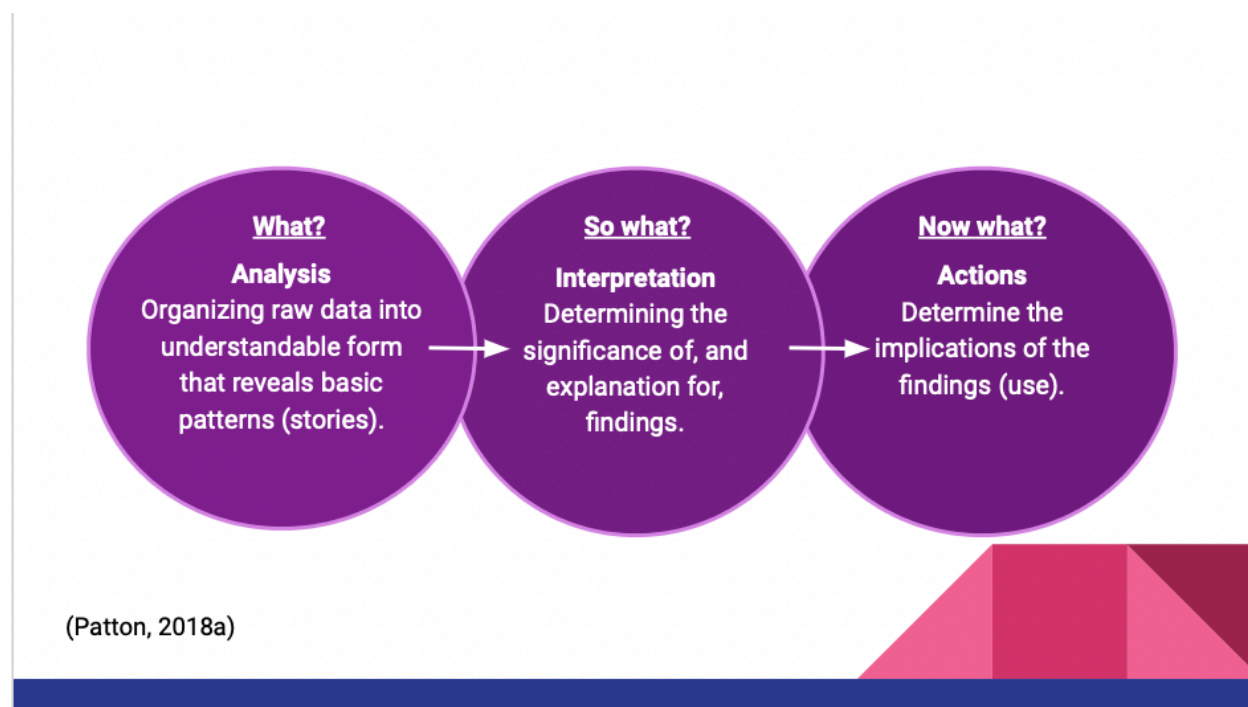 What?
Analysis
Organizing raw data into
understandable form
that reveals basic
patterns (stories).
So what?
Interpretation
Determining the
significance of, and
explanation for,
findings.
Now what?
Actions
Determine the
implications of the
findings (use).
(Patton, 2018a)